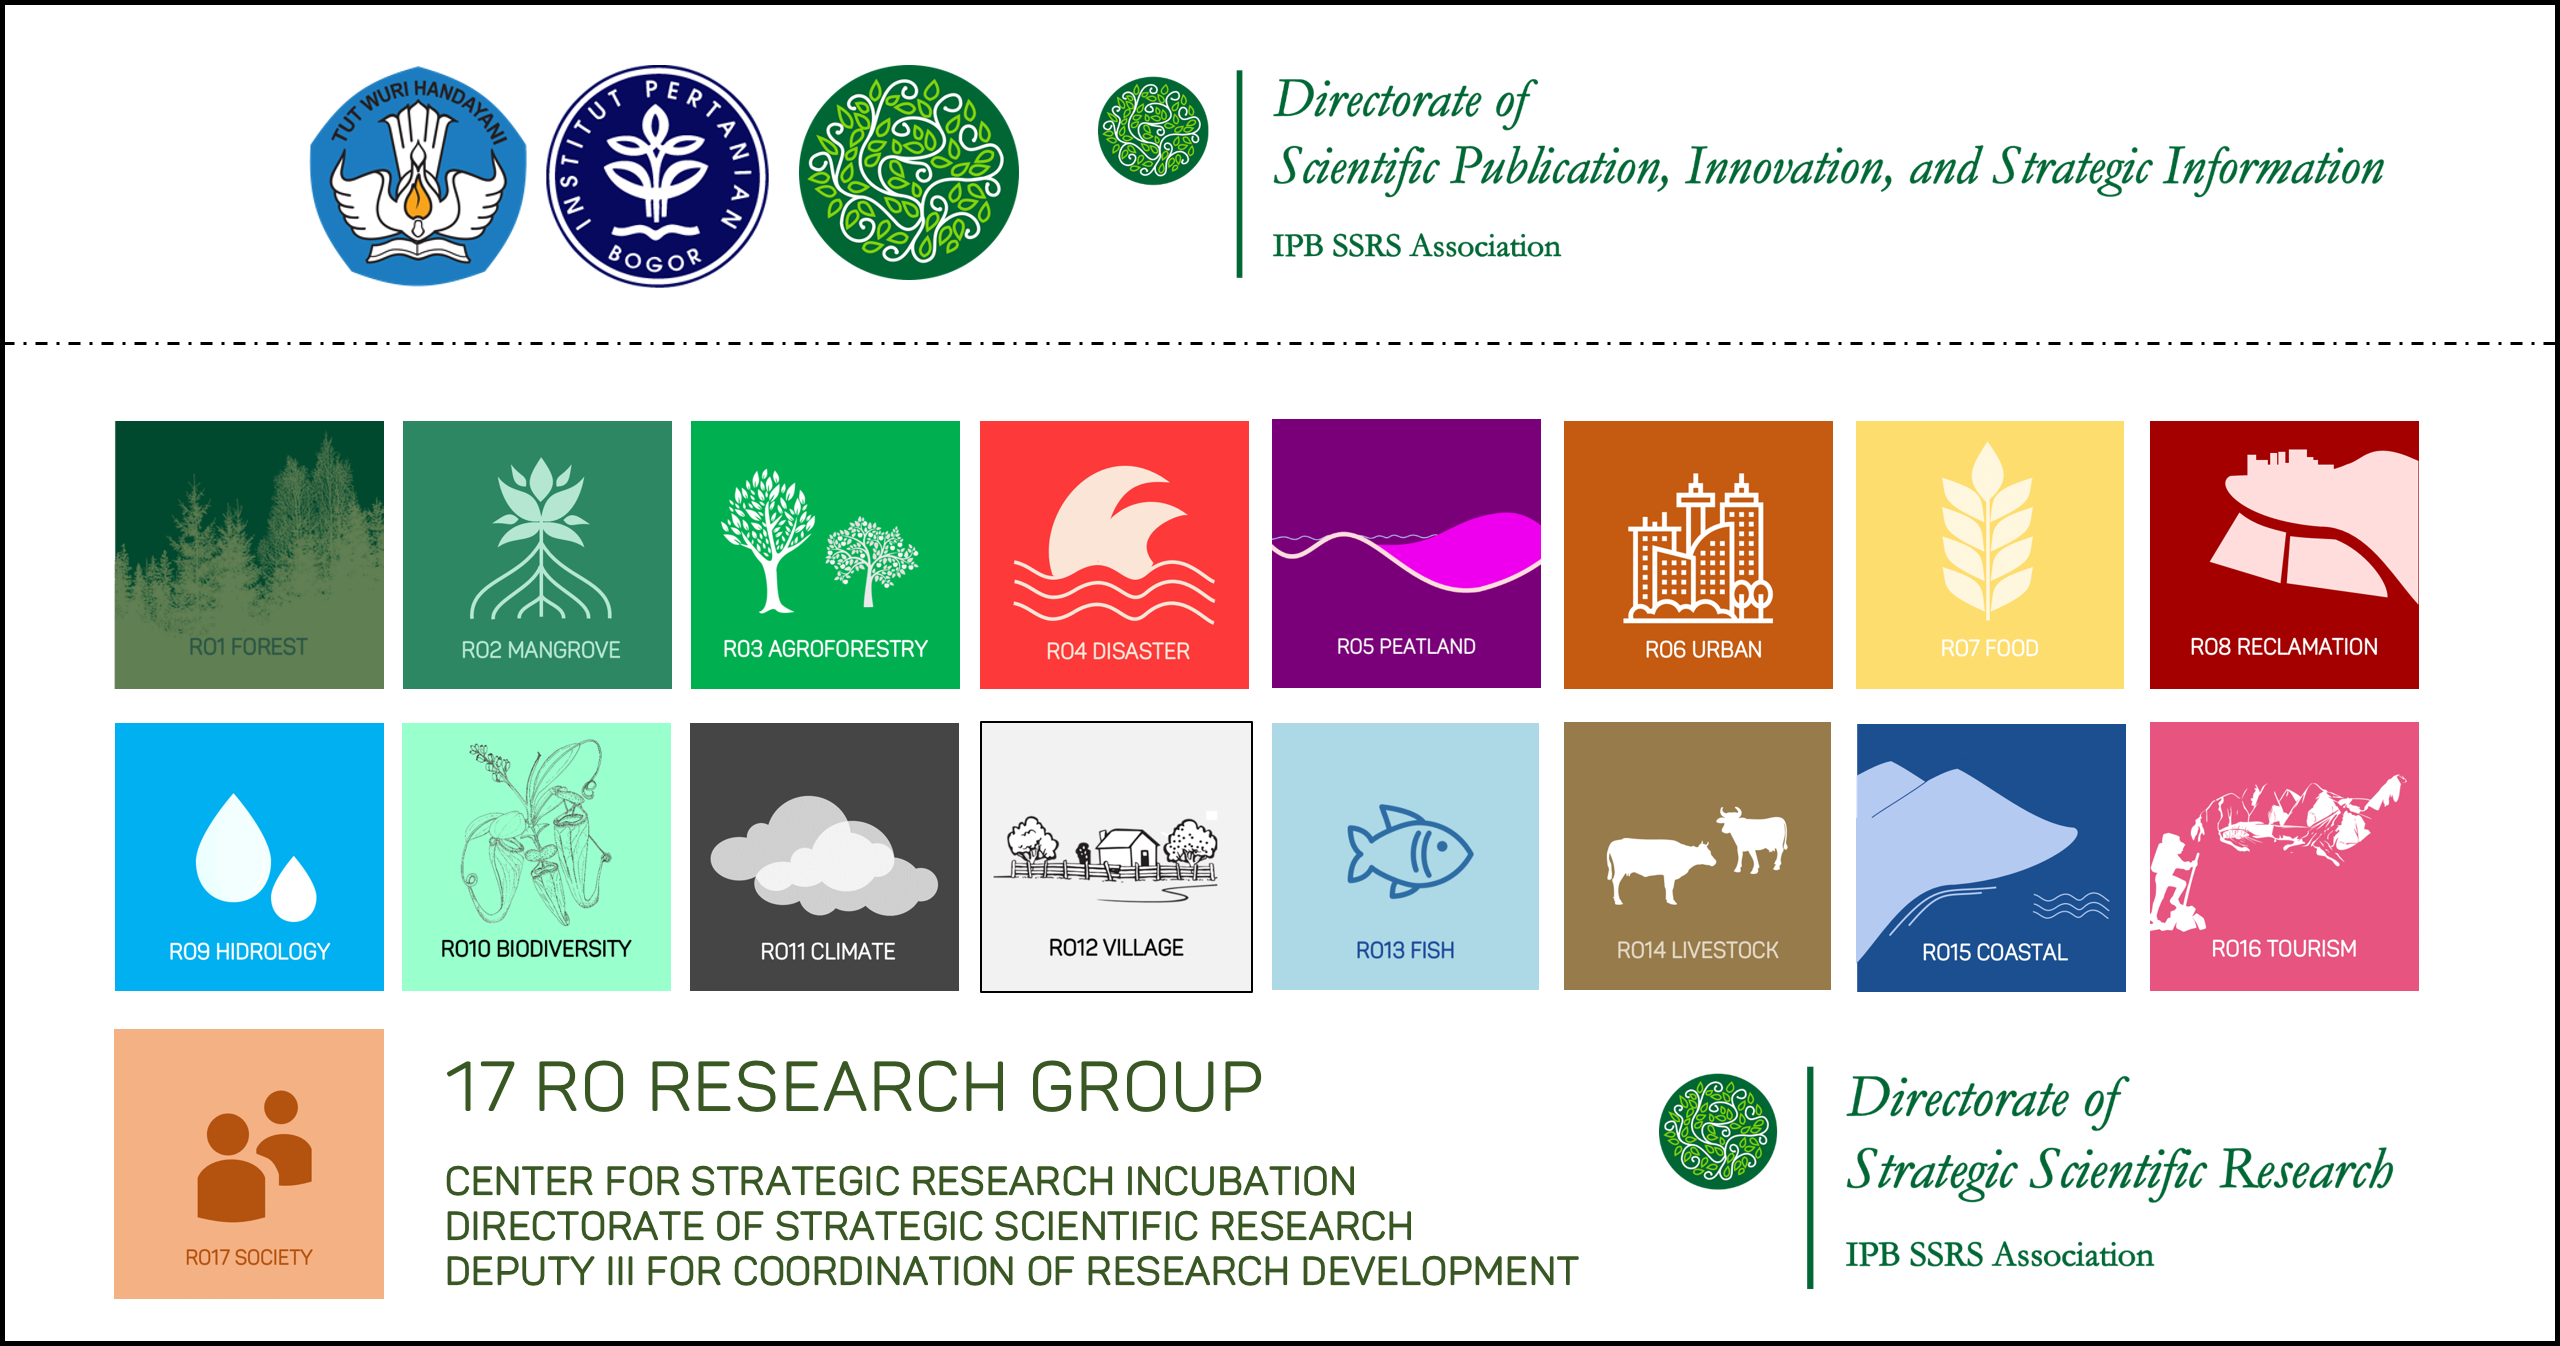 TUT WURI HANDAYANI
INSTITUT PERTANIAN
BOGOR
Directorate of
Scientific Publication, Innovation, and Strategic Information
IPB SSRS Association
RO1 FOREST
RO2 MANGROVE
RO3 AGROFORESTRY
RO4 DISASTER
RO5 PEATLAND
RO6 URBAN
RO7 FOOD
RO8 RECLAMATION
RO9 HIDROLOGY
RO10 BIODIVERSITY
RO11 CLIMATE
RO12 VILLAGE
RO13 FISH
RO14 LIVESTOCK
RO15 COASTAL
RO16 TOURISM
RO17 SOCIETY
17 RO RESEARCH GROUP
CENTER FOR STRATEGIC RESEARCH INCUBATION
DIRECTORATE OF STRATEGIC SCIENTIFIC RESEARCH
DEPUTY III FOR COORDINATION OF RESEARCH DEVELOPMENT
Directorate of
Strategic Scientific Research
IPB SSRS Association